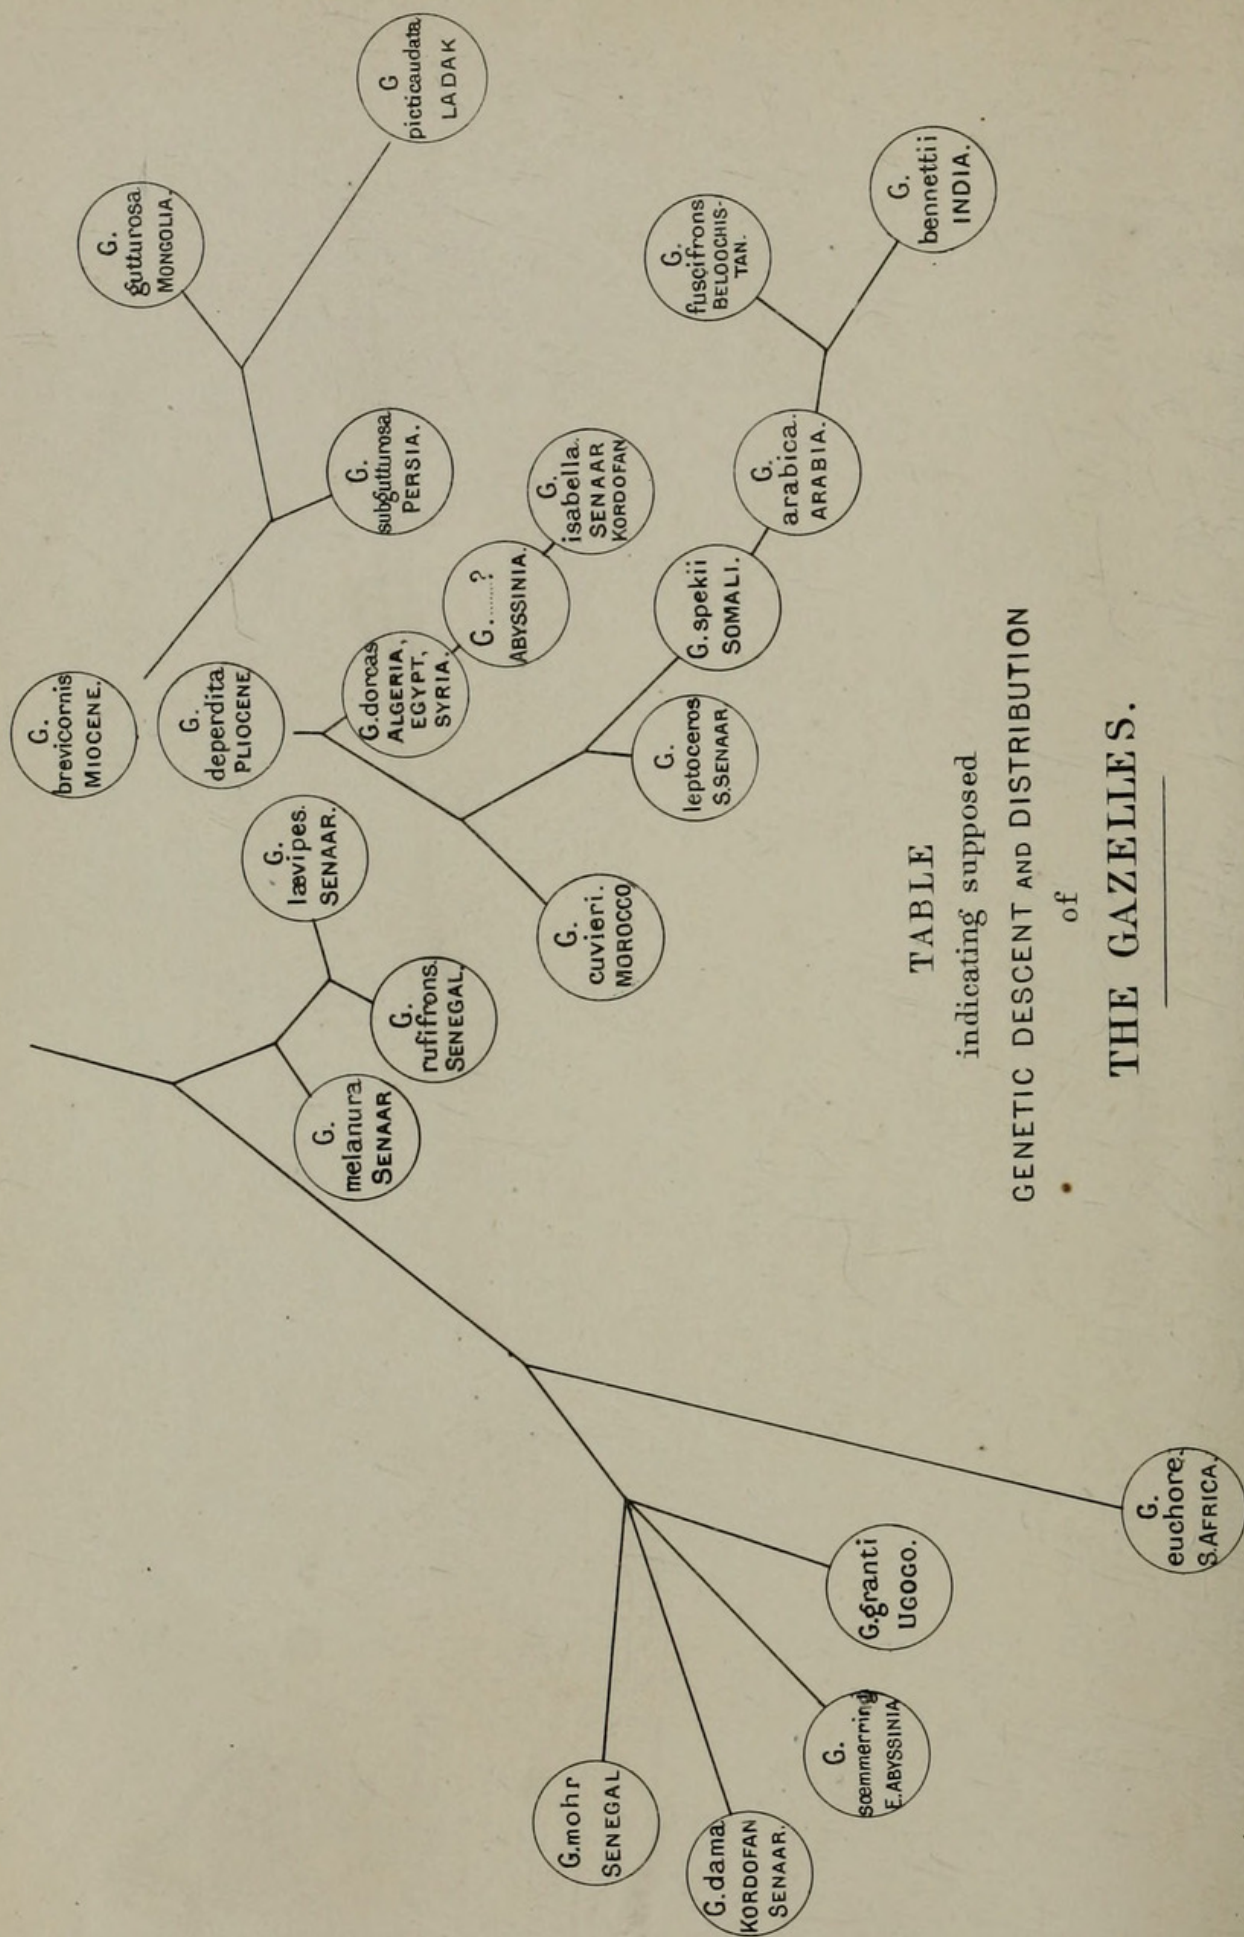 G.
brevicornis
MIOCENE.
G.
deperdita
PLIOCENE
G.
gutturosa
MONGOLIA.
G
picticaudata
LADAK
G.
subgutturosa
PERSIA.
G.dorcas
ALGERIA,
EGYPT,
SYRIA.
G.......?
ABYSSINIA.
G.
isabella.
SENAAR
KORDOFAN
G.
lævipes.
SENAAR.
G.
rufifrons.
SENEGAL.
G.
melanura
SENAAR
G.
cuvieri.
MOROCCO
G.
leptoceros
S.SENAAR.
G.spekii
SOMALI.
G.
arabica.
ARABIA.
G.
fuscifrons
BELOOCHIS-
TAN.
G.
bennettii
INDIA.
G.mohr
SENEGAL
G.dama
KORDOFAN
SENAAR.
G.
sœmmerringi
E.ABYSSINIA
G.granti
UGOGO.
G.
euchore.
S.AFRICA.
TABLE
indicating supposed
GENETIC DESCENT AND DISTRIBUTION
of
THE GAZELLES.